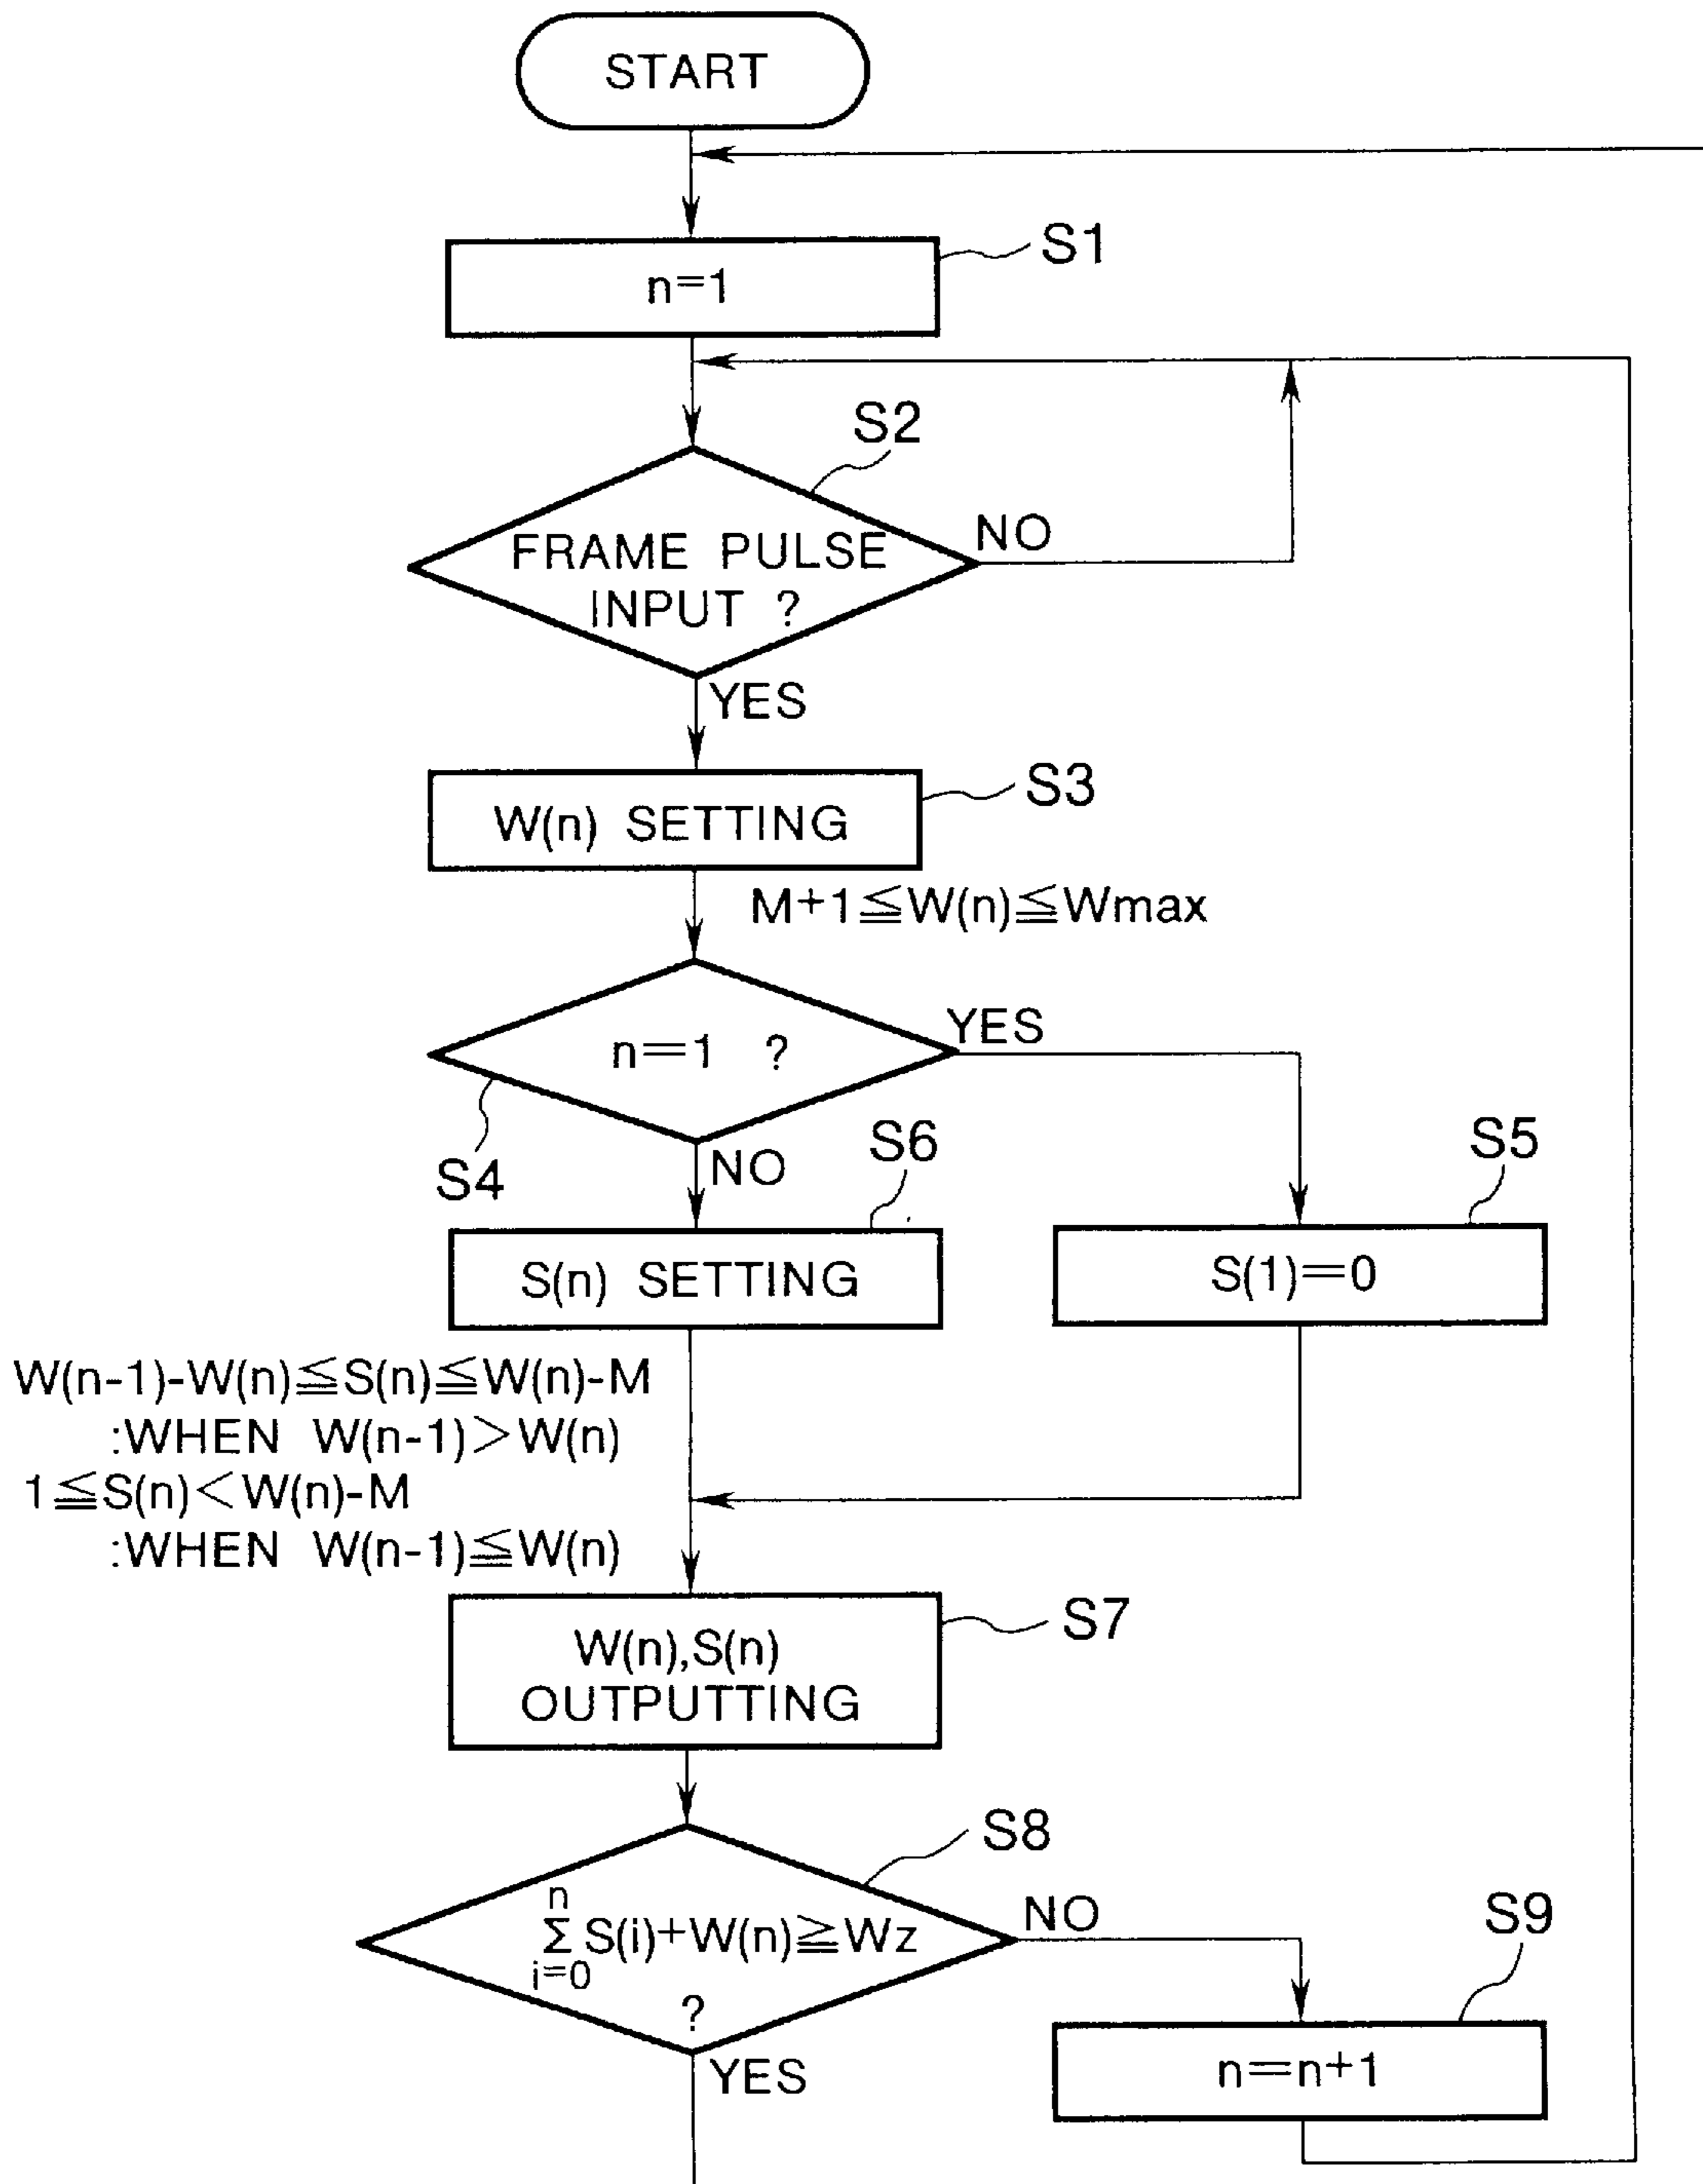 START
S1
n=1
S2
FRAME PULSE
INPUT ?
NO
YES
S3
W(n) SETTING
M+1≦W(n)≦Wmax
n=1 ?
YES
S4
NO
S6
S5
S(n) SETTING
S(1)=0
W(n-1)-W(n)≦S(n)≦W(n)-M
:WHEN W(n-1)>W(n)
1≦S(n)<W(n)-M
:WHEN W(n-1)≦W(n)
S7
W(n),S(n)
OUTPUTTING
S8
n
Σ S(i)+W(n)≧Wz
i=0
?
NO
YES
S9
n=n+1